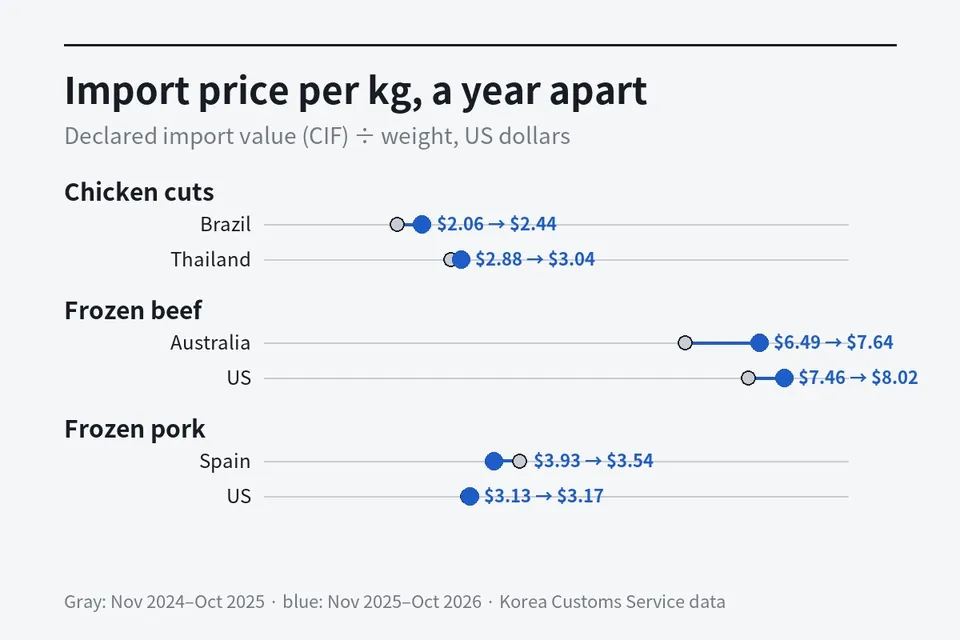 Import price per kg, a year apart
Declared import value (CIF) ÷ weight, US dollars
Chicken cuts
Brazil $2.06 → $2.44
Thailand $2.88 → $3.04
Frozen beef
Australia $6.49 → $7.64
US $7.46 → $8.02
Frozen pork
Spain $3.93 → $3.54
US $3.13 → $3.17
Gray: Nov 2024–Oct 2025 · blue: Nov 2025–Oct 2026 · Korea Customs Service data